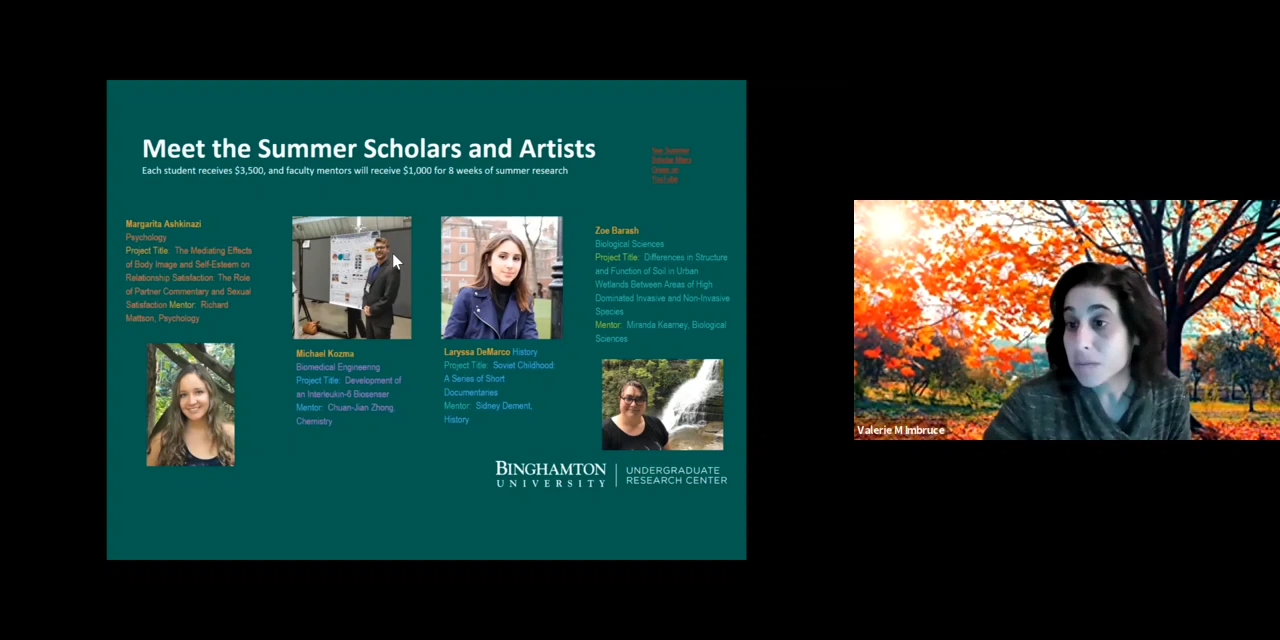 Meet the Summer Scholars and Artists
Each student receives $3,500, and faculty mentors will receive $1,000 for 8 weeks of summer research
Margarita Ashkinazi
Psychology
Project Title: The Mediating Effects
of Body Image and Self-Esteem on
Relationship Satisfaction: The Role
of Partner Commentary and Sexual
Satisfaction Mentor: Richard
Mattson, Psychology
Michael Kozma
Biomedical Engineering
Project Title: Development of
an Interleukin-6 Biosenser
Mentor: Chuan-Jian Zhong,
Chemistry
Laryssa DeMarco History
Project Title: Soviet Childhood:
A Series of Short
Documentaries
Mentor: Sidney Dement,
History
Zoe Barash
Biological Sciences
Project Title: Differences in Structure
and Function of Soil in Urban
Wetlands Between Areas of High
Dominated Invasive and Non-Invasive
Species
Mentor: Miranda Kearney, Biological
Sciences
BINGHAMTON
UNIVERSITY
UNDERGRADUATE
RESEARCH CENTER
Valerie M Imbruce